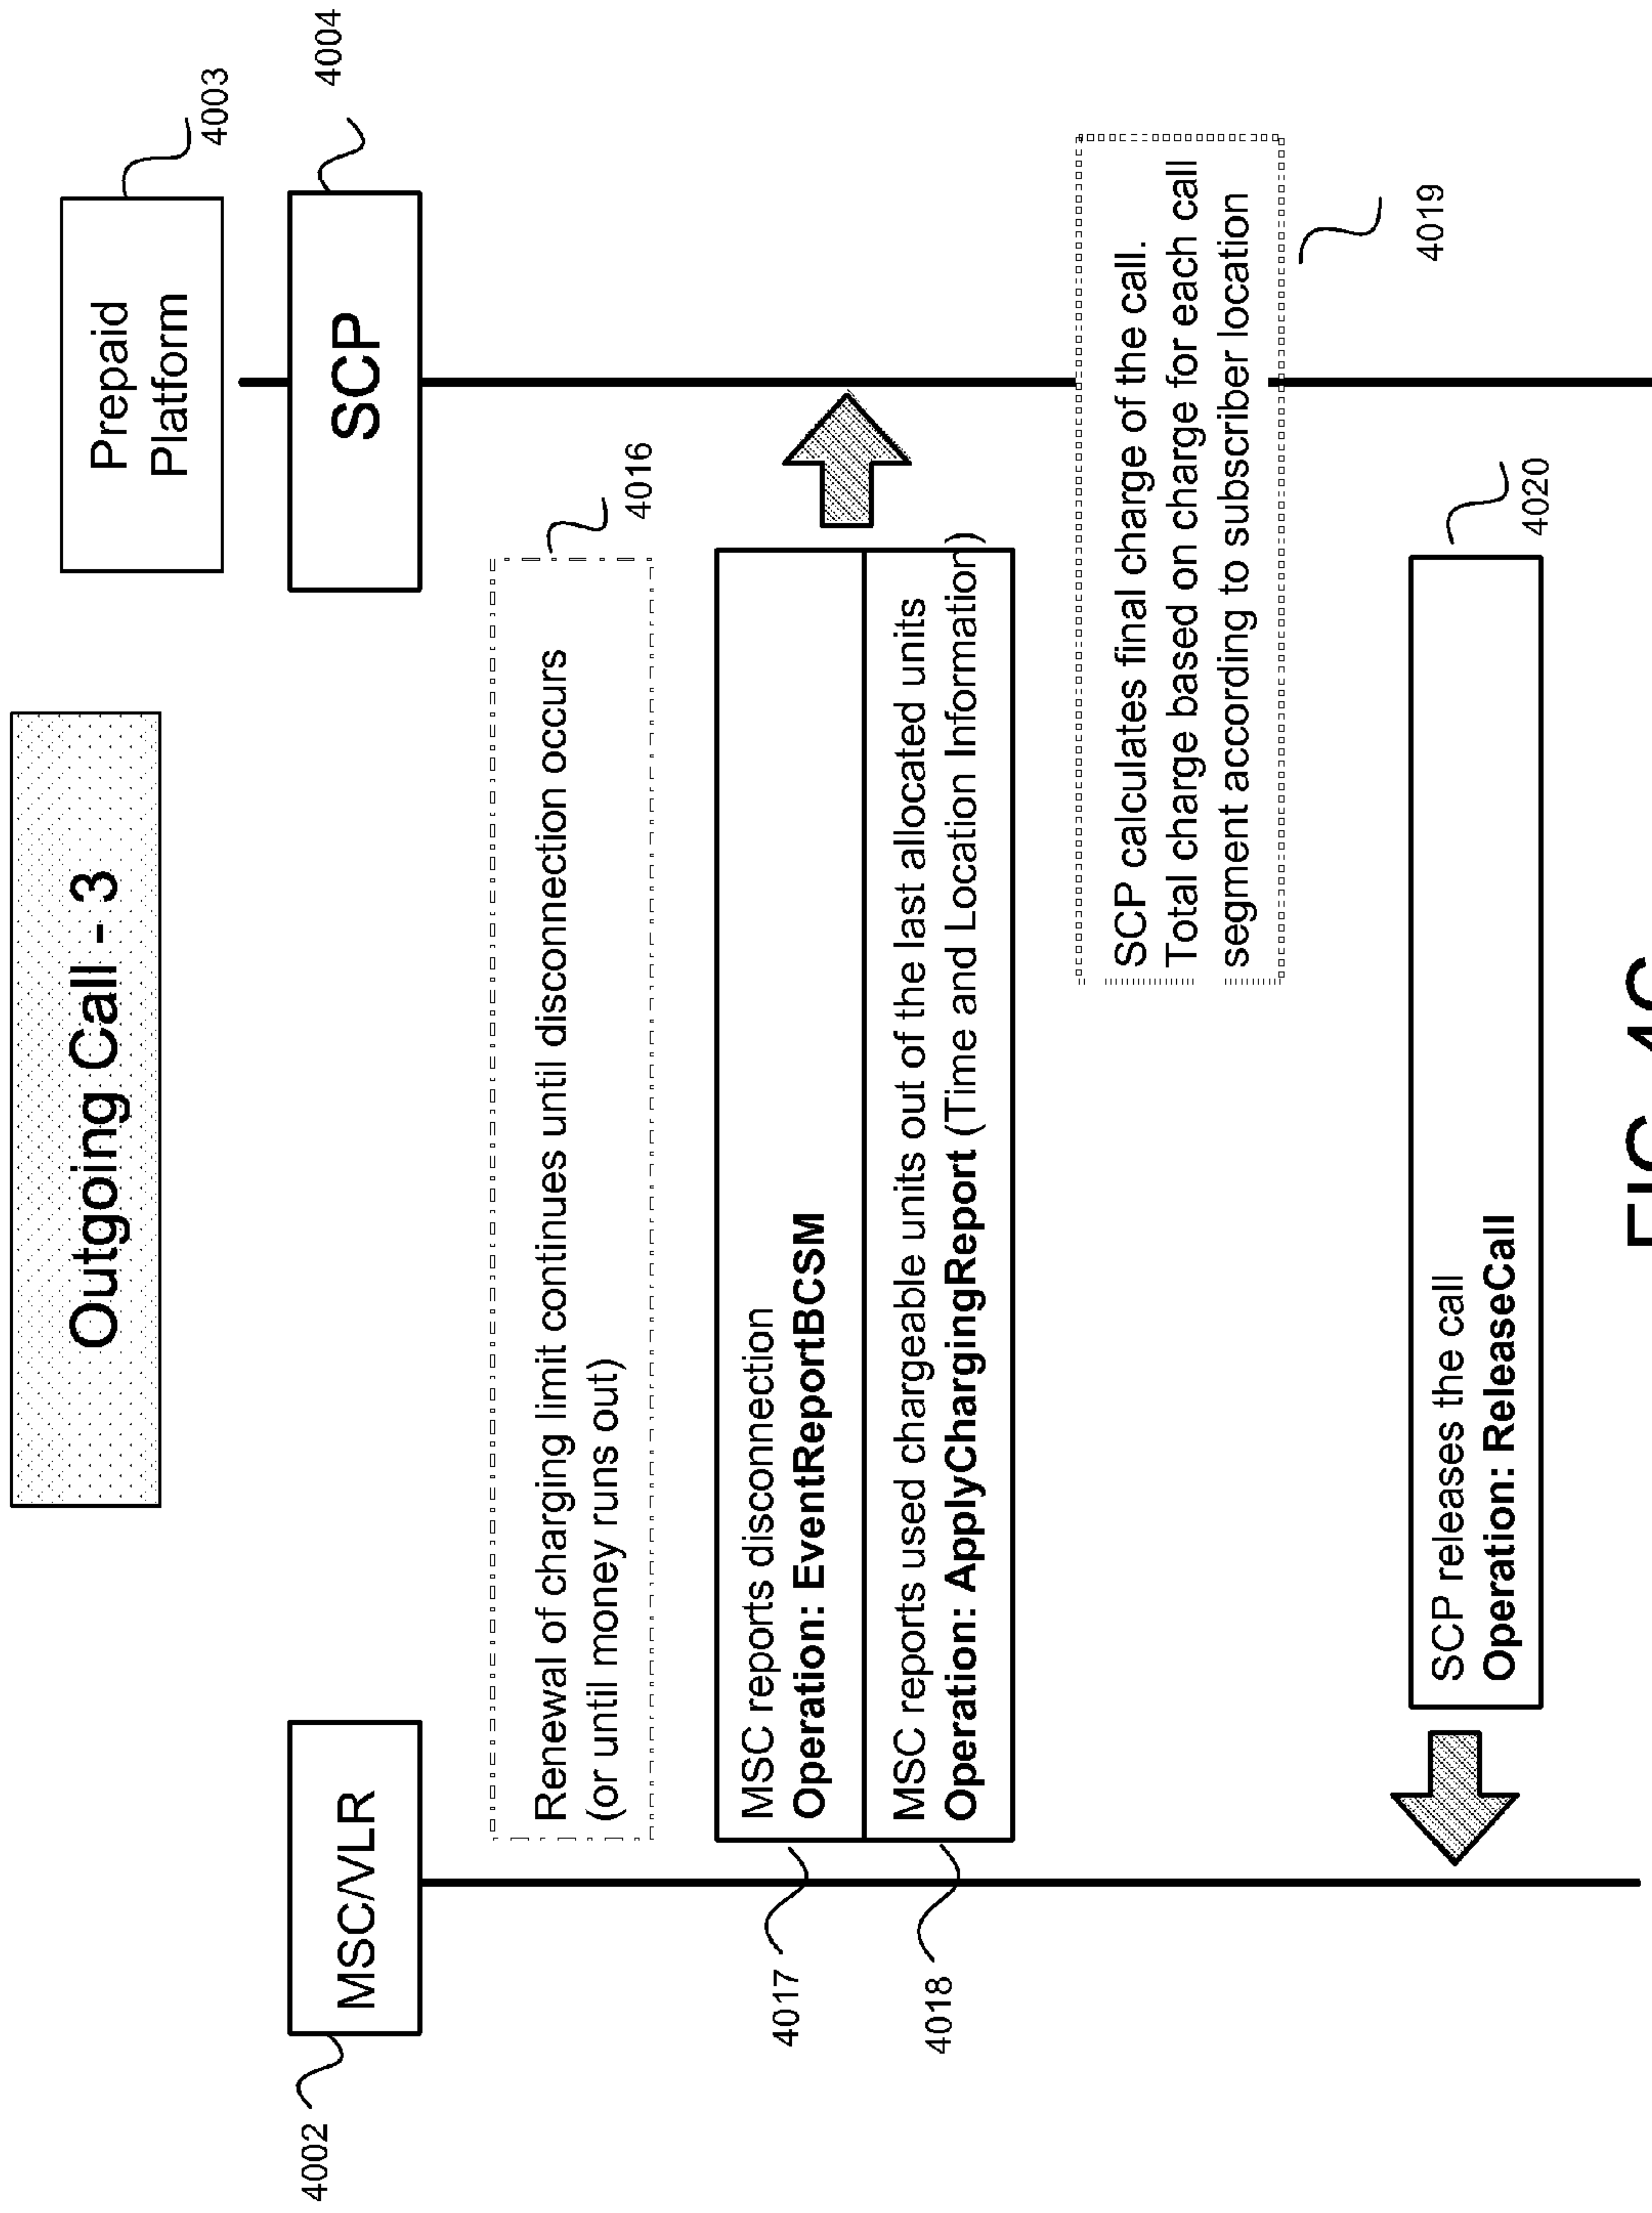 Outgoing Call - 3
Prepaid
Platform
4003
4002
MSC/VLR
SCP
4004
Renewal of charging limit continues until disconnection occurs
(or until money runs out)
4016
4017
MSC reports disconnection
Operation: EventReportBCSM
4018
MSC reports used chargeable units out of the last allocated units
Operation: ApplyChargingReport (Time and Location Information)
SCP calculates final charge of the call.
Total charge based on charge for each call
segment according to subscriber location
4019
SCP releases the call
Operation: ReleaseCall
4020